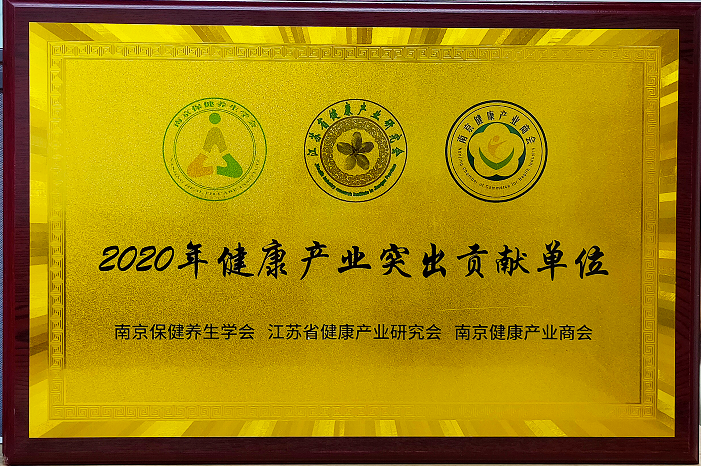 南京保健养生学会
江苏省健康产业研究会
南京健康产业商会
2020年健康产业突出贡献单位
南京保健养生学会 江苏省健康产业研究会 南京健康产业商会